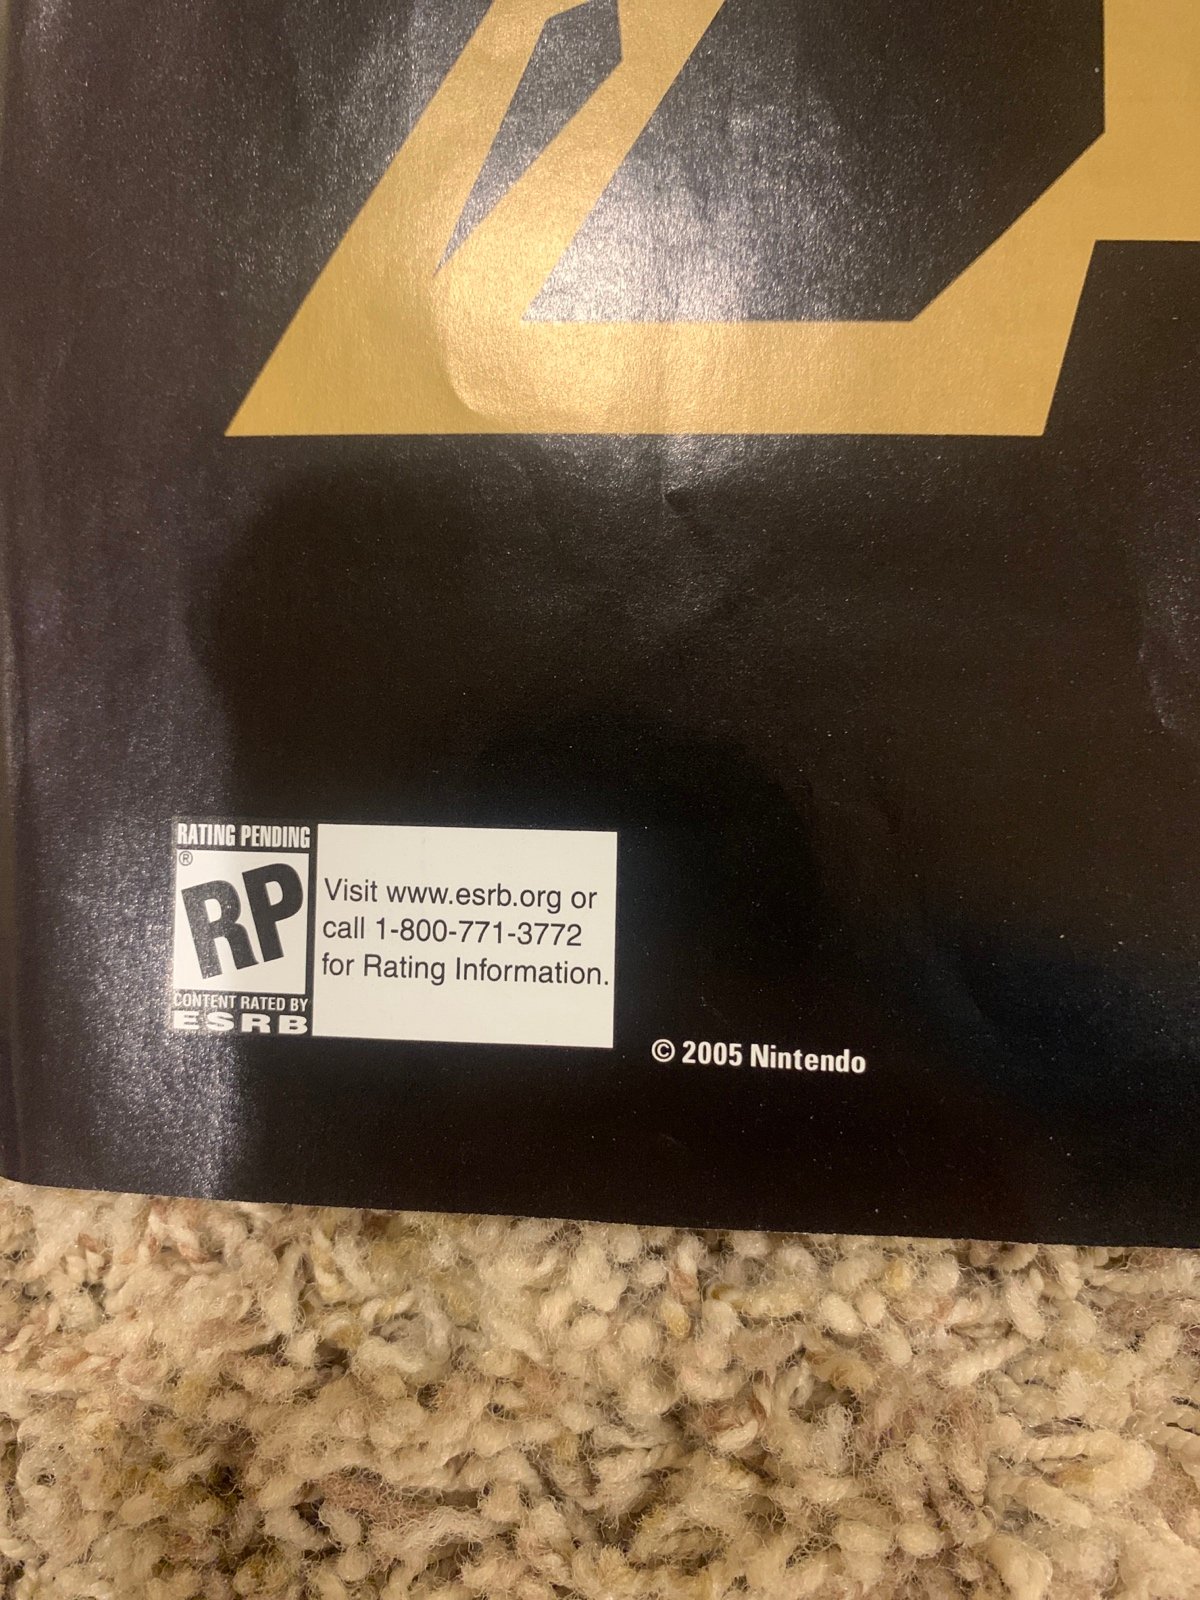 RATING PENDING
®
RP
CONTENT RATED BY
ESRB
Visit www.esrb.org or
call 1-800-771-3772
for Rating Information.
© 2005 Nintendo